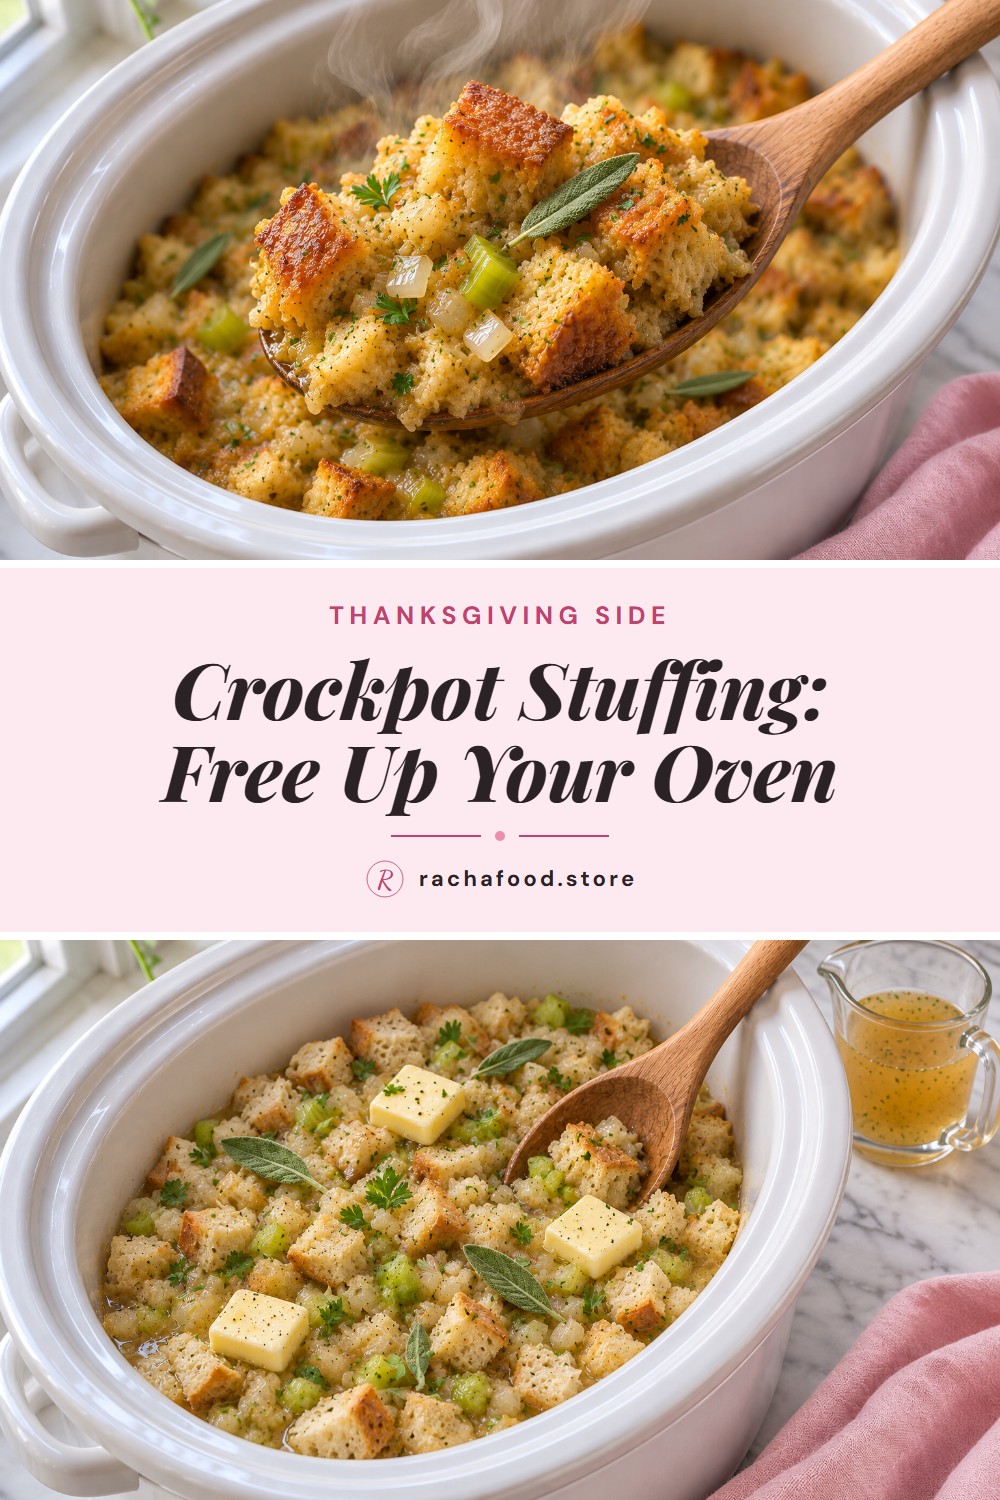 THANKSGIVING SIDE
Crockpot Stuffing:
Free Up Your Oven
R rachafood.store